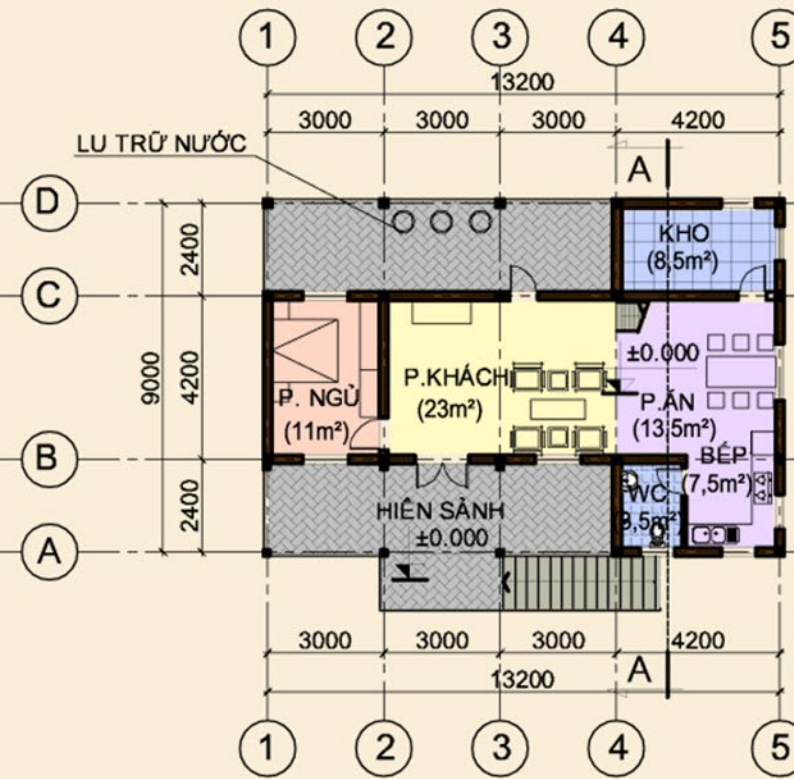 1 2 3 4 5
13200
3000 3000 3000 4200
LU TRỮ NƯỚC
A
D
KHO
(8,5m²)
2400
C
±0.000
9000
4200
P. NGỦ
(11m²)
P.KHÁCH
(23m²)
P.ĂN
(13,5m²)
B
BẾP
(7,5m²)
WC
2400
HIÊN SẢNH
±0.000
A
3000 3000 3000 4200
A
13200
1 2 3 4 5